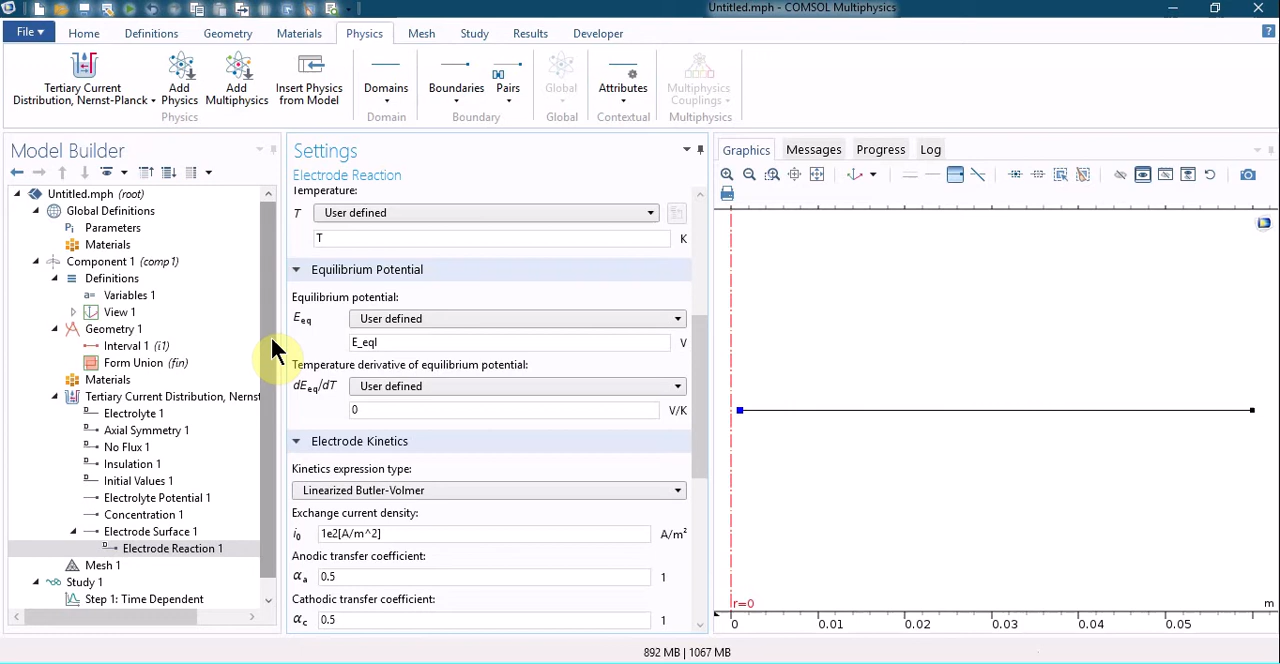 Untitled.mph - COMSOL Multiphysics
File Home Definitions Geometry Materials Physics Mesh Study Results Developer
Tertiary Current Distribution, Nernst-Planck
Add Physics
Add Multiphysics
Insert Physics from Model
Domains
Boundaries
Pairs
Global
Attributes
Multiphysics Couplings
Physics Domain Boundary Global Contextual Multiphysics
Model Builder
Untitled.mph (root)
Global Definitions
Pi Parameters
Materials
Component 1 (comp1)
Definitions
a= Variables 1
View 1
Geometry 1
Interval 1 (i1)
Form Union (fin)
Materials
Tertiary Current Distribution, Nernst
D Electrolyte 1
D Axial Symmetry 1
D No Flux 1
D Insulation 1
D Initial Values 1
Electrolyte Potential 1
Concentration 1
Electrode Surface 1
D Electrode Reaction 1
Mesh 1
Study 1
Step 1: Time Dependent
Settings
Electrode Reaction
Temperature:
T User defined
T K
Equilibrium Potential
Equilibrium potential:
Eeq User defined
E_eql V
Temperature derivative of equilibrium potential:
dEeq/dT User defined
0 V/K
Electrode Kinetics
Kinetics expression type:
Linearized Butler-Volmer
Exchange current density:
i0 1e2[A/m^2] A/m²
Anodic transfer coefficient:
αa 0.5 1
Cathodic transfer coefficient:
αc 0.5 1
Graphics Messages Progress Log
r=0 m
0 0.01 0.02 0.03 0.04 0.05
892 MB | 1067 MB